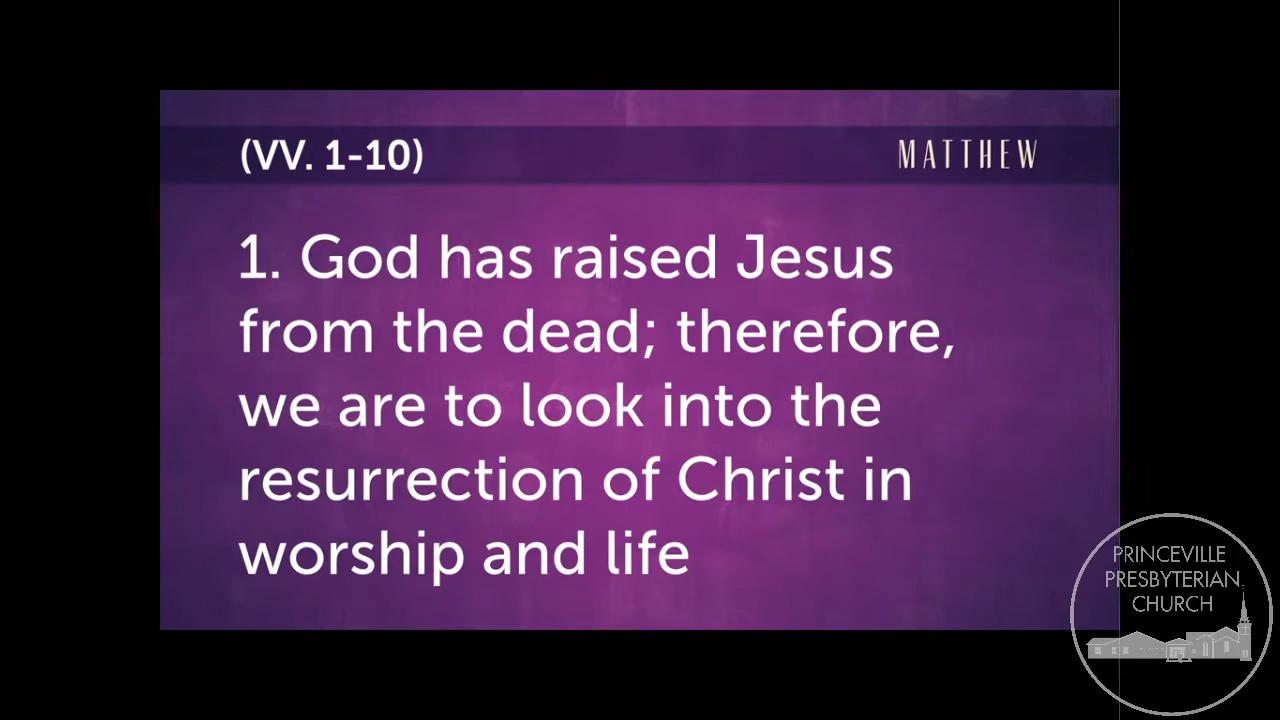 (VV. 1-10)
MATTHEW
1. God has raised Jesus
from the dead; therefore,
we are to look into the
resurrection of Christ in
worship and life
PRINCEVILLE
PRESBYTERIAN
CHURCH